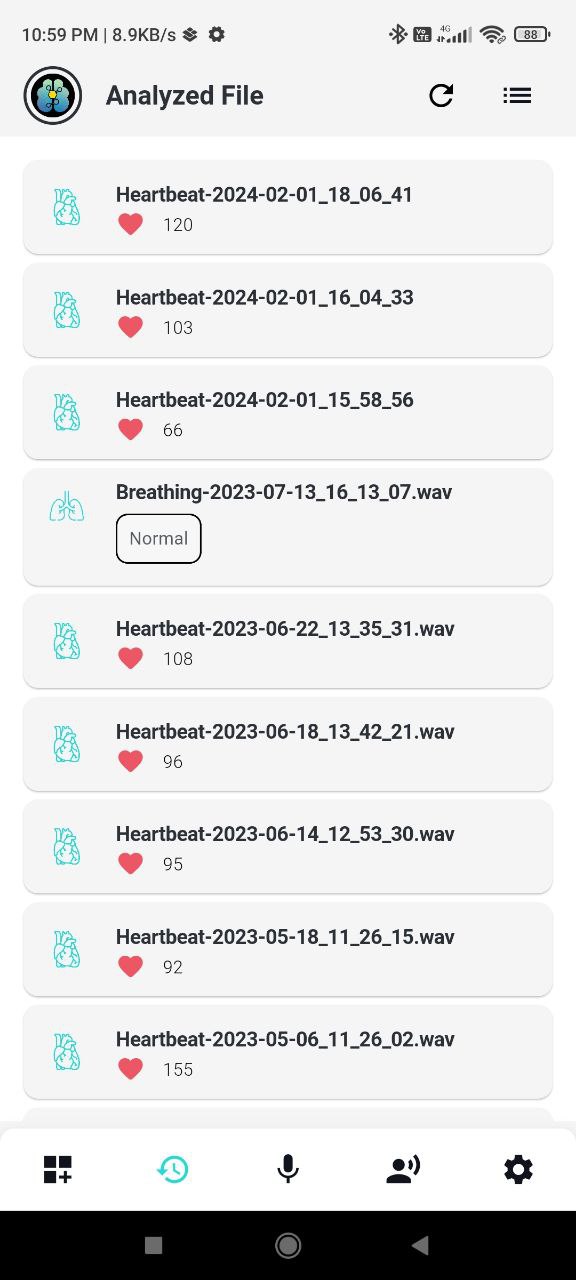 10:59 PM | 8.9KB/s
Vo LTE 4G 88
Analyzed File
Heartbeat-2024-02-01_18_06_41
120
Heartbeat-2024-02-01_16_04_33
103
Heartbeat-2024-02-01_15_58_56
66
Breathing-2023-07-13_16_13_07.wav
Normal
Heartbeat-2023-06-22_13_35_31.wav
108
Heartbeat-2023-06-18_13_42_21.wav
96
Heartbeat-2023-06-14_12_53_30.wav
95
Heartbeat-2023-05-18_11_26_15.wav
92
Heartbeat-2023-05-06_11_26_02.wav
155